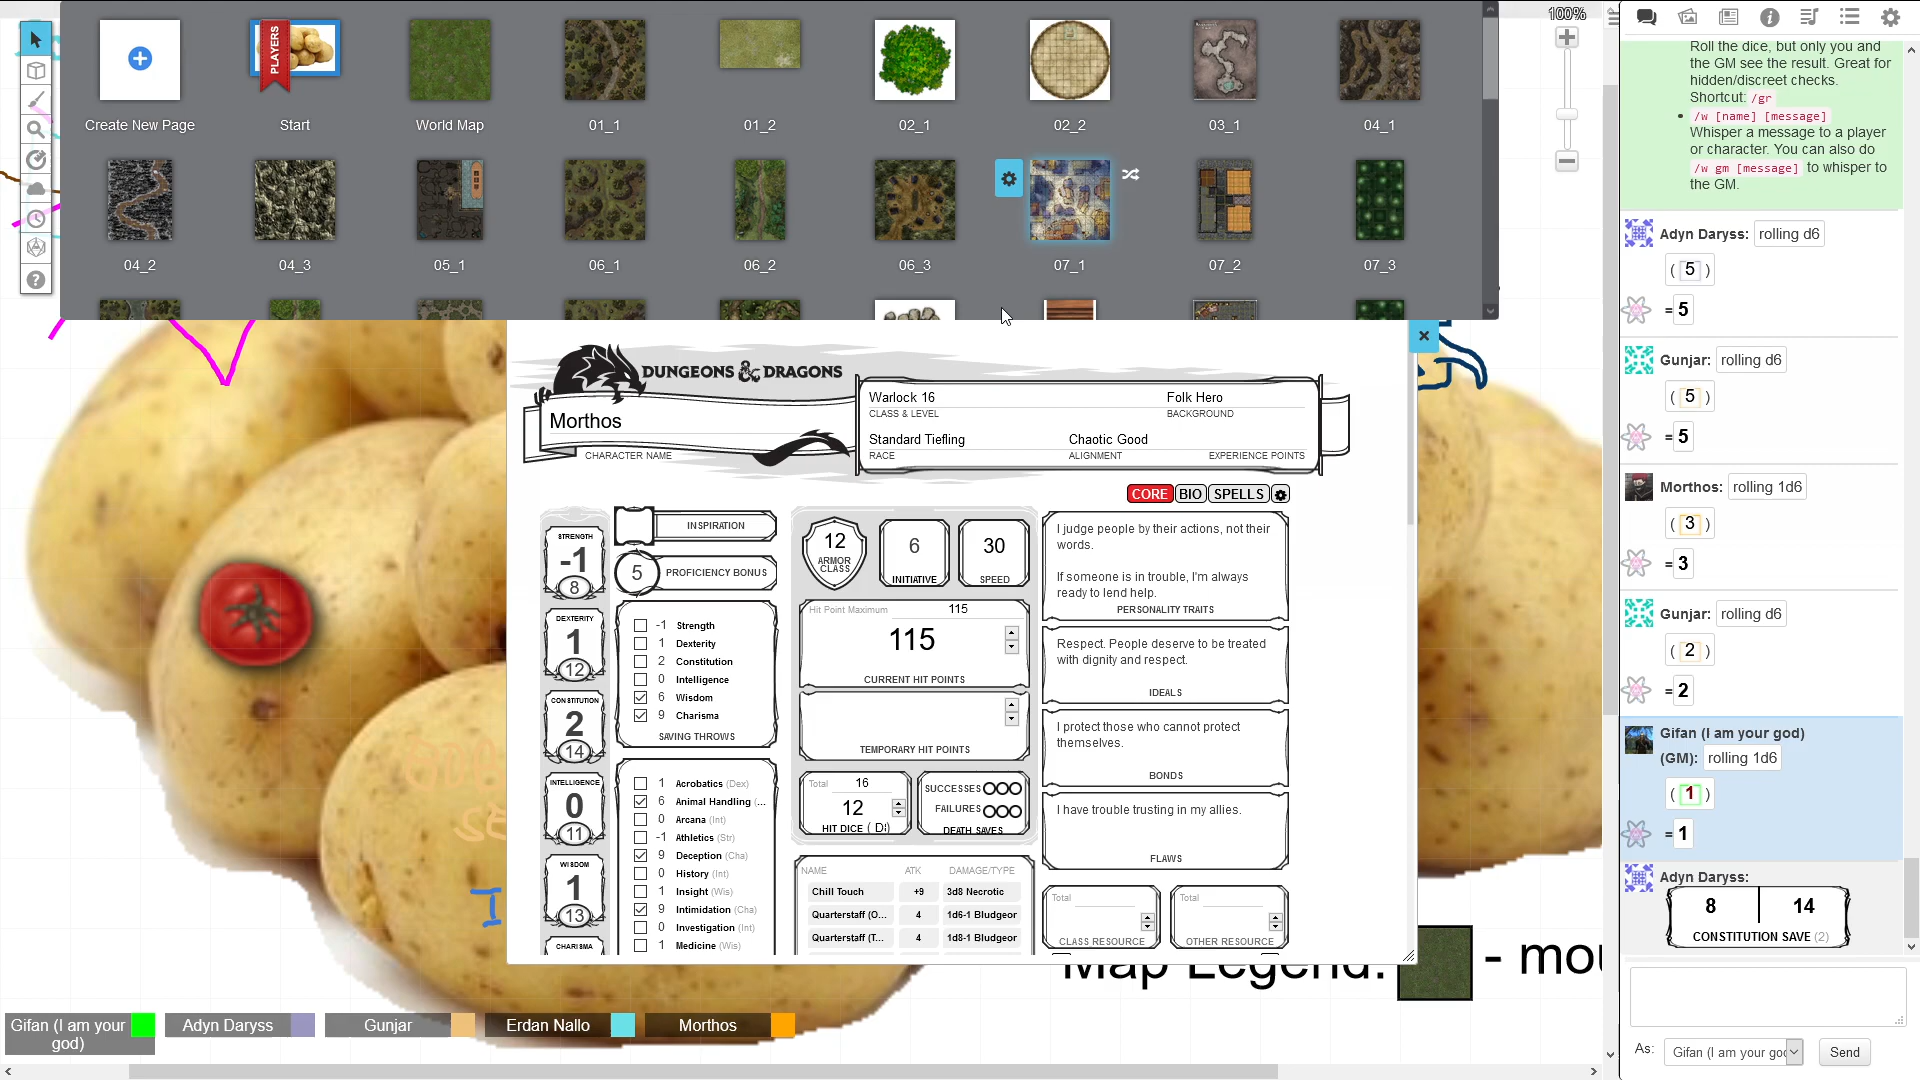 100%
PLAYERS
Create New Page
Start
World Map
01_1
01_2
02_1
02_2
03_1
04_1
04_2
04_3
05_1
06_1
06_2
06_3
07_1
07_2
07_3
DUNGEONS & DRAGONS
Morthos
CHARACTER NAME
Warlock 16
CLASS & LEVEL
Folk Hero
BACKGROUND
Standard Tiefling
RACE
Chaotic Good
ALIGNMENT
EXPERIENCE POINTS
CORE BIO SPELLS
STRENGTH
-1
8
DEXTERITY
1
12
CONSTITUTION
2
14
INTELLIGENCE
0
11
WISDOM
1
13
CHARISMA
INSPIRATION
5 PROFICIENCY BONUS
-1 Strength
1 Dexterity
2 Constitution
0 Intelligence
6 Wisdom
9 Charisma
SAVING THROWS
1 Acrobatics (Dex)
6 Animal Handling (...
0 Arcana (Int)
-1 Athletics (Str)
9 Deception (Cha)
0 History (Int)
1 Insight (Wis)
9 Intimidation (Cha)
0 Investigation (Int)
1 Medicine (Wis)
12
ARMOR
CLASS
6
INITIATIVE
30
SPEED
Hit Point Maximum 115
115
CURRENT HIT POINTS
TEMPORARY HIT POINTS
Total 16
12
HIT DICE
SUCCESSES
FAILURES
DEATH SAVES
NAME ATK DAMAGE/TYPE
Chill Touch +9 3d8 Necrotic
Quarterstaff (O... 4 1d6-1 Bludgeor
Quarterstaff (T... 4 1d8-1 Bludgeor
I judge people by their actions, not their
words.
If someone is in trouble, I'm always
ready to lend help.
PERSONALITY TRAITS
Respect. People deserve to be treated
with dignity and respect.
IDEALS
I protect those who cannot protect
themselves.
BONDS
I have trouble trusting in my allies.
FLAWS
Total
CLASS RESOURCE
Total
OTHER RESOURCE
Map Legend:
- mou
Gifan (I am your
god)
Adyn Daryss
Gunjar
Erdan Nallo
Morthos
Roll the dice, but only you and
the GM see the result. Great for
hidden/discreet checks.
Shortcut: /gr
• /w [name] [message]
Whisper a message to a player
or character. You can also do
/w gm [message] to whisper to
the GM.
Adyn Daryss: rolling d6
( 5 )
= 5
Gunjar: rolling d6
( 5 )
= 5
Morthos: rolling 1d6
( 3 )
= 3
Gunjar: rolling d6
( 2 )
= 2
Gifan (I am your god)
(GM): rolling 1d6
( 1 )
= 1
Adyn Daryss:
8 14
CONSTITUTION SAVE (2)
As: Gifan (I am your god
Send